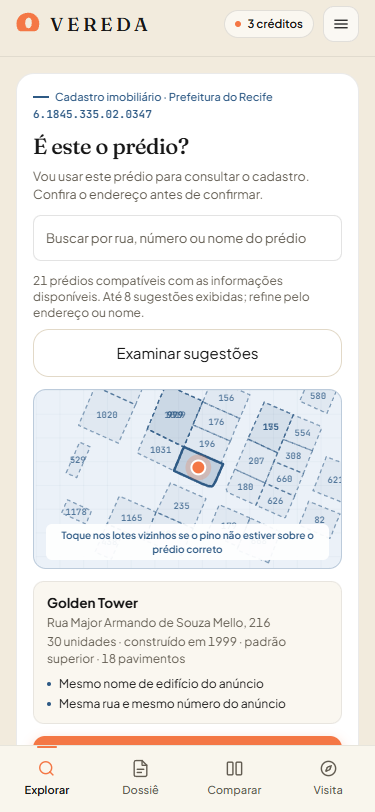 VEREDA
3 créditos
Cadastro imobiliário · Prefeitura do Recife
6.1845.335.02.0347
É este o prédio?
Vou usar este prédio para consultar o cadastro.
Confira o endereço antes de confirmar.
Buscar por rua, número ou nome do prédio
21 prédios compatíveis com as informações
disponíveis. Até 8 sugestões exibidas; refine pelo
endereço ou nome.
Examinar sugestões
580
156
1020
176
175
554
196
1031
308
527
207
660
621
180
626
235
1178
1165
82
Toque nos lotes vizinhos se o pino não estiver sobre o
prédio correto
Golden Tower
Rua Major Armando de Souza Mello, 216
30 unidades · construído em 1999 · padrão
superior · 18 pavimentos
• Mesmo nome de edifício do anúncio
• Mesma rua e mesmo número do anúncio
Explorar
Dossiê
Comparar
Visita